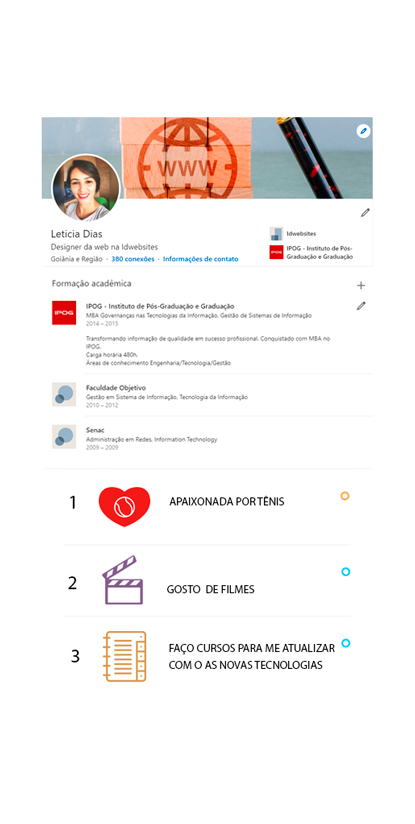 WWW
Leticia Dias
Designer da web na Idwebsites
Goiânia e Região · 380 conexões · Informações de contato
Idwebsites
IPOG - Instituto de Pós-
Graduação e Graduação
Formação acadêmica
IPOG
IPOG - Instituto de Pós-Graduação e Graduação
MBA Governanças nas Tecnologias da Informação, Gestão de Sistemas de Informação
2014 – 2015
Transformando informação de qualidade em sucesso profissional. Conquistado com MBA no
IPOG.
Carga horária 480h.
Áreas de conhecimento Engenharia/Tecnologia/Gestão
Faculdade Objetivo
Gestão em Sistema de Informação, Tecnologia da Informação
2010 – 2012
Senac
Administração em Redes, Information Technology
2009 – 2009
1 APAIXONADA POR TÊNIS
2 GOSTO DE FILMES
3 FAÇO CURSOS PARA ME ATUALIZAR
COM O AS NOVAS TECNOLOGIAS